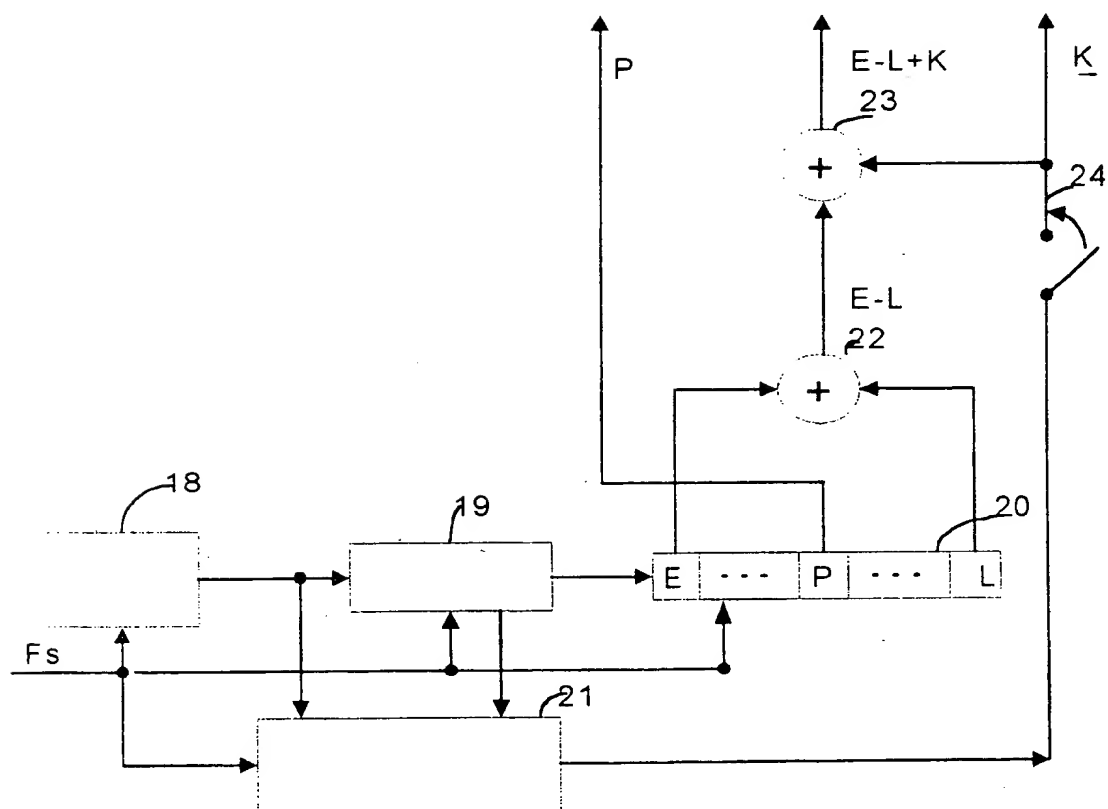 P
E-L+K
23
K
+
24
E-L
22
+
18
19
20
E --- P --- L
Fs
21